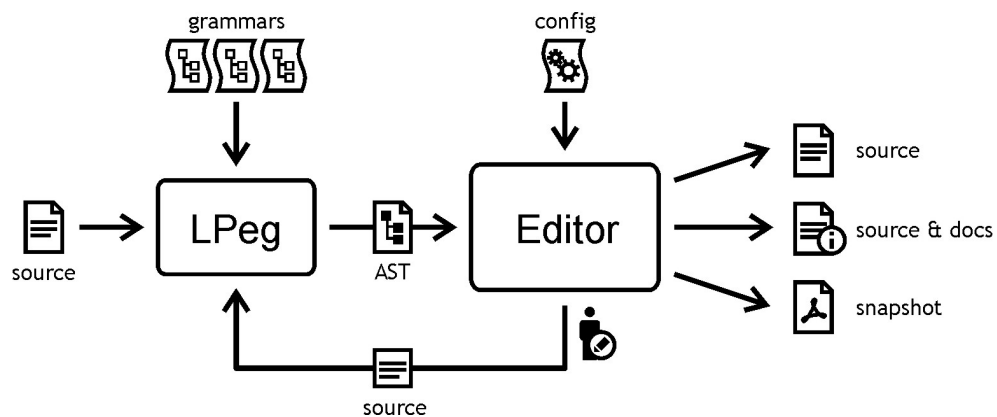 grammars
config
source
LPeg
AST
Editor
source
source & docs
i
snapshot
source